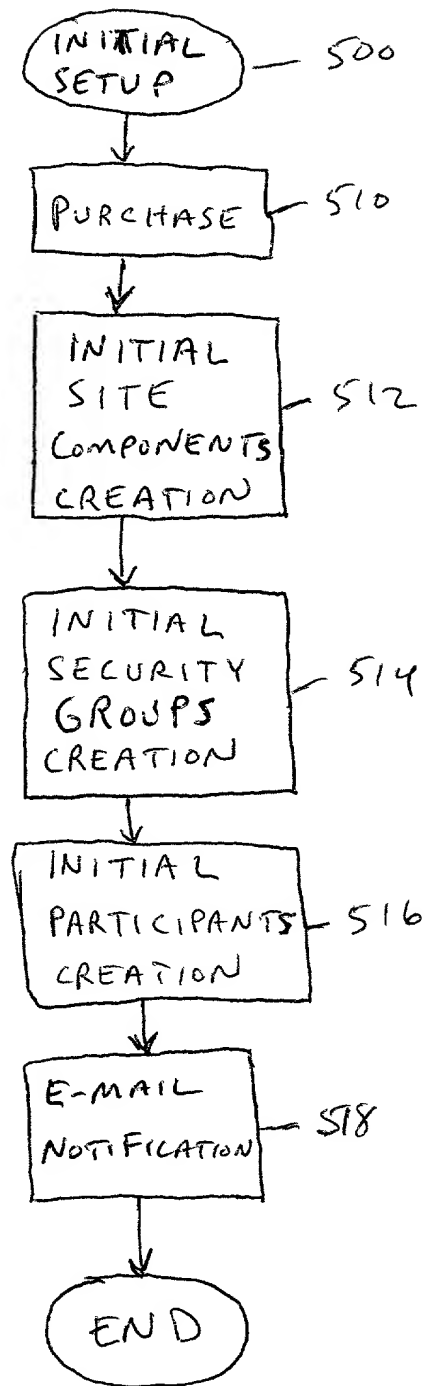 INITIAL
SETUP
500
PURCHASE
510
INITIAL
SITE
COMPONENTS
CREATION
512
INITIAL
SECURITY
GROUPS
CREATION
514
INITIAL
PARTICIPANTS
CREATION
516
E-MAIL
NOTIFICATION
518
END